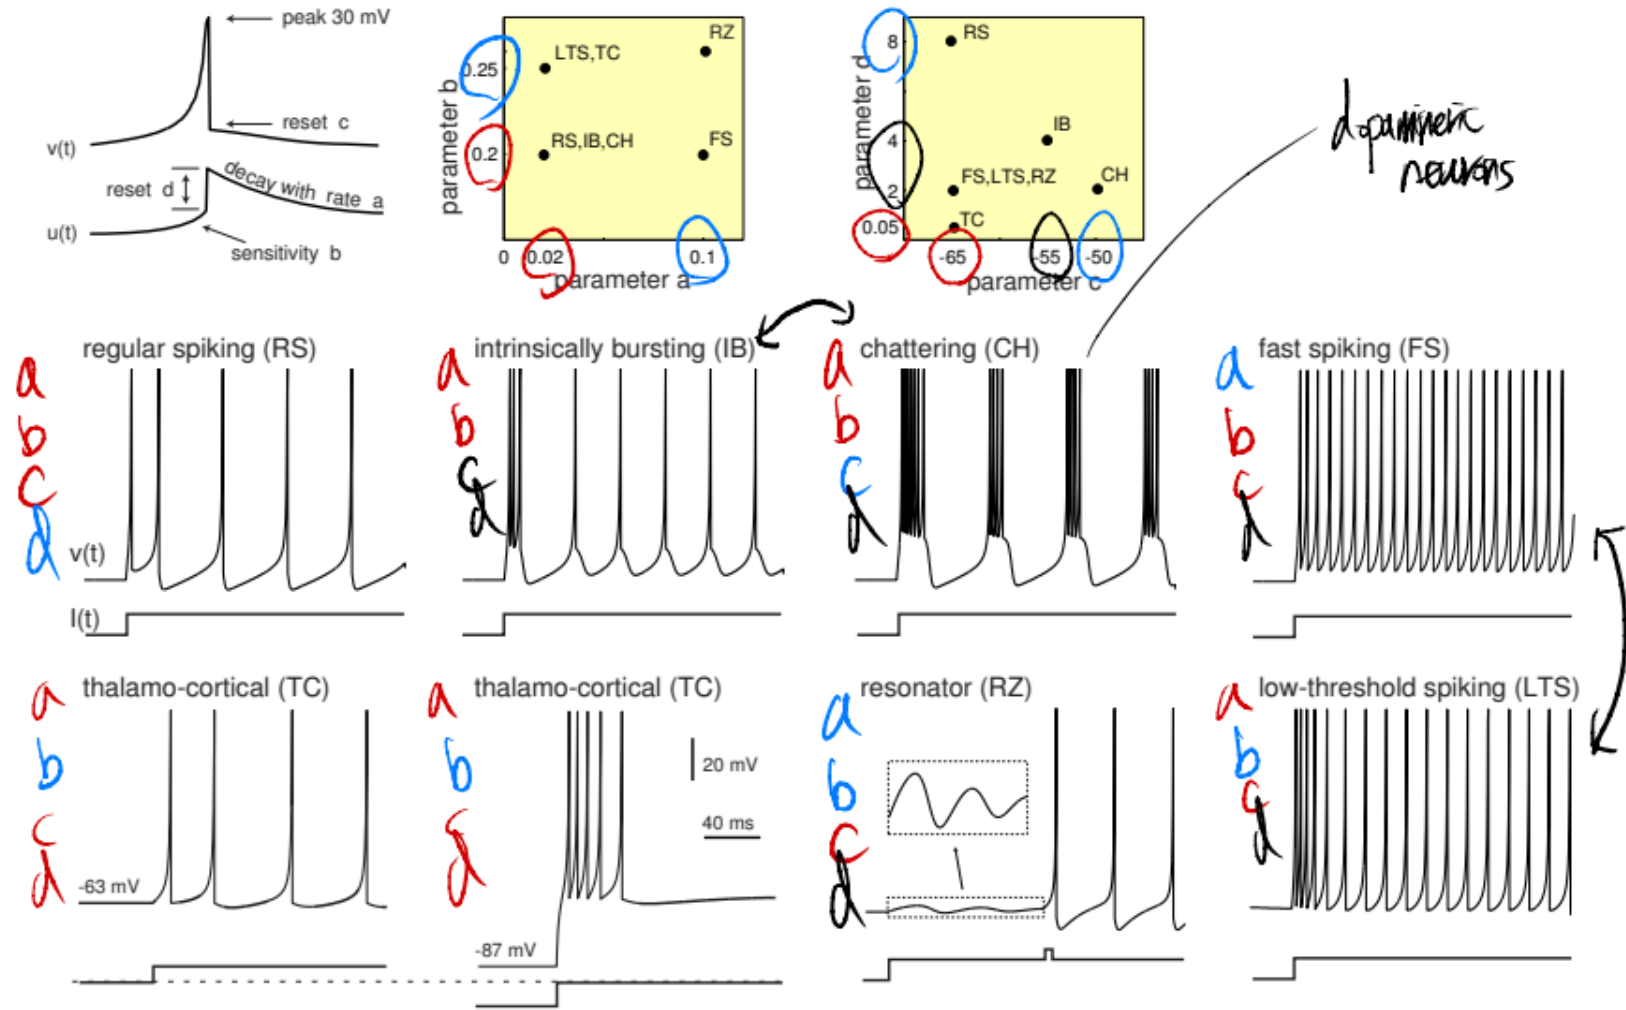 peak 30 mV
reset c
v(t)
reset d
decay with rate a
u(t)
sensitivity b
parameter b
0.25
0.2
LTS,TC
RZ
RS,IB,CH
FS
0 0.02 0.1
parameter a
parameter d
8
4
2
0.05
RS
IB
FS,LTS,RZ
CH
TC
-65 -55 -50
parameter c
neurons
regular spiking (RS)
a
b
c
d
v(t)
I(t)
intrinsically bursting (IB)
a
b
c
d
chattering (CH)
a
b
c
d
fast spiking (FS)
a
b
c
d
thalamo-cortical (TC)
a
b
c
d
-63 mV
thalamo-cortical (TC)
a
b
c
d
20 mV
40 ms
-87 mV
resonator (RZ)
a
b
c
d
low-threshold spiking (LTS)
a
b
c
d